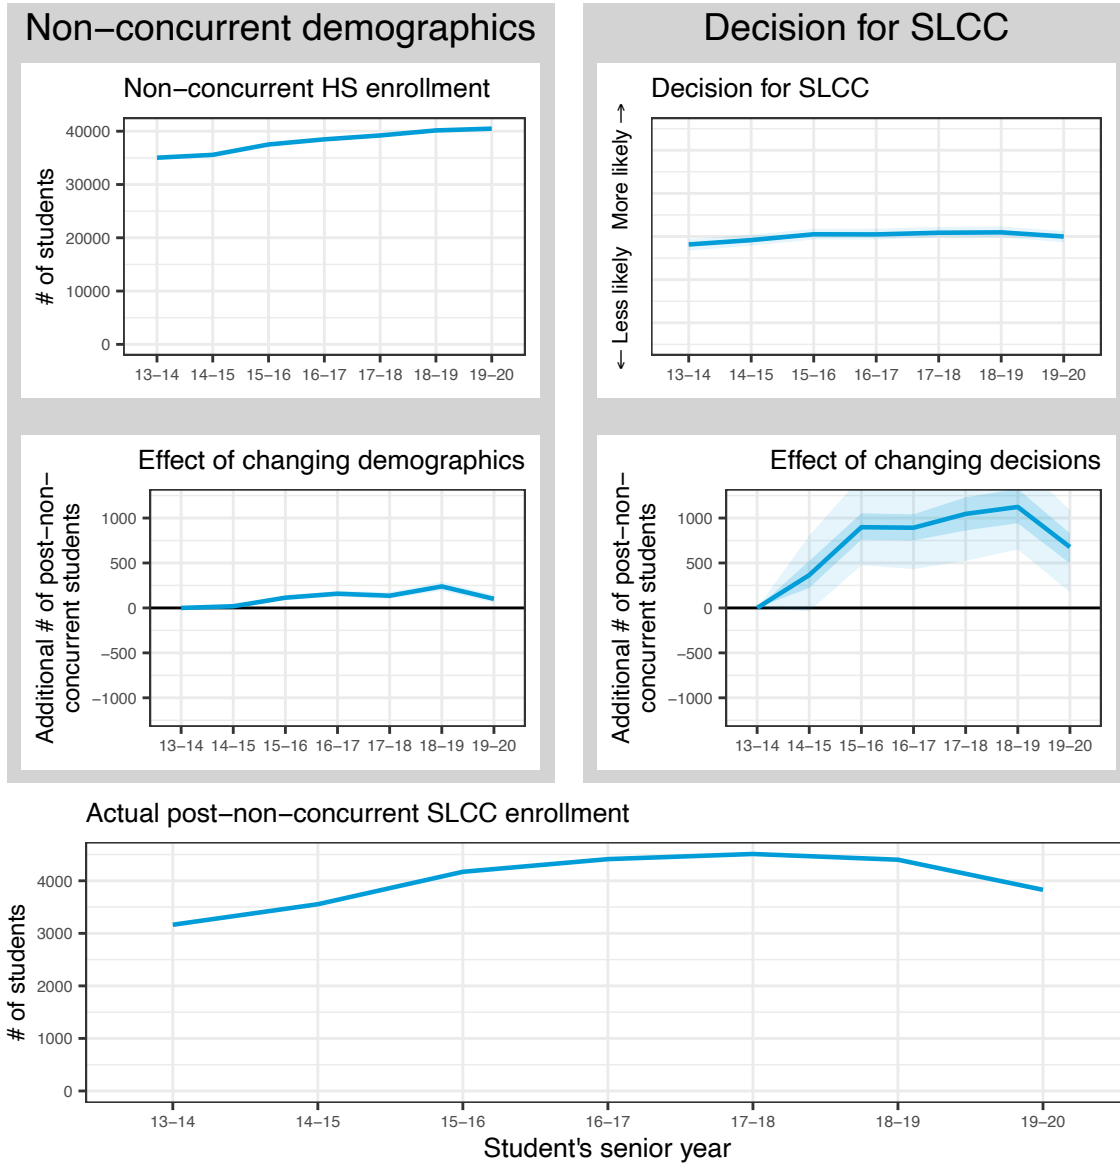 Non−concurrent demographics
Non−concurrent HS enrollment
# of students
40000
30000
20000
10000
0
13−14 14−15 15−16 16−17 17−18 18−19 19−20
Effect of changing demographics
Additional # of post−non−
concurrent students
1000
500
0
−500
−1000
13−14 14−15 15−16 16−17 17−18 18−19 19−20
Decision for SLCC
Decision for SLCC
← Less likely More likely →
13−14 14−15 15−16 16−17 17−18 18−19 19−20
Effect of changing decisions
Additional # of post−non−
concurrent students
1000
500
0
−500
−1000
13−14 14−15 15−16 16−17 17−18 18−19 19−20
Actual post−non−concurrent SLCC enrollment
# of students
4000
3000
2000
1000
0
13−14 14−15 15−16 16−17 17−18 18−19 19−20
Student's senior year